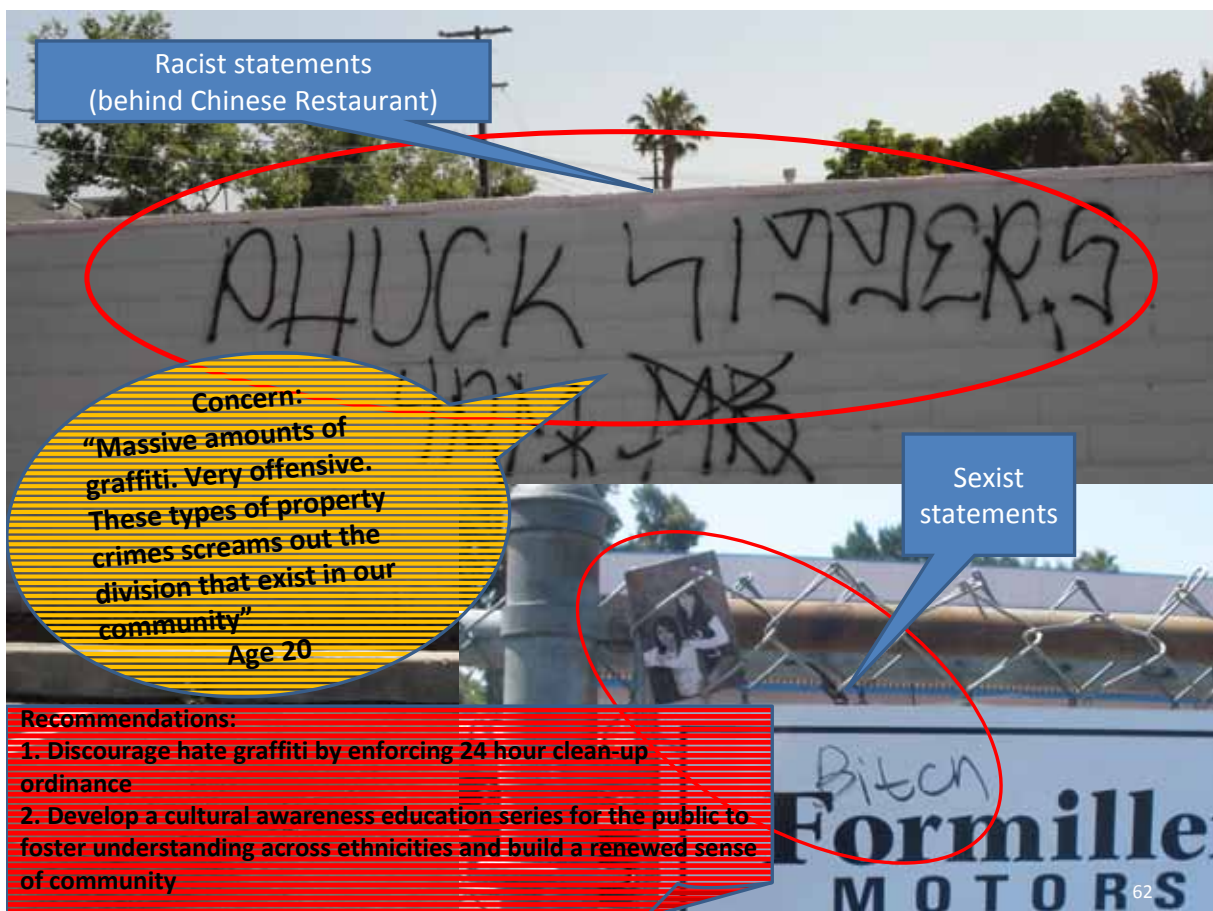 Racist statements
(behind Chinese Restaurant)
PHUCK NIGGERS
Concern:
“Massive amounts of
graffiti. Very offensive.
These types of property
crimes screams out the
division that exist in our
community”
Age 20
Sexist
statements
Recommendations:
1. Discourage hate graffiti by enforcing 24 hour clean-up
ordinance
2. Develop a cultural awareness education series for the public to
foster understanding across ethnicities and build a renewed sense
of community
Bitch
Formiller
MOTORS
62